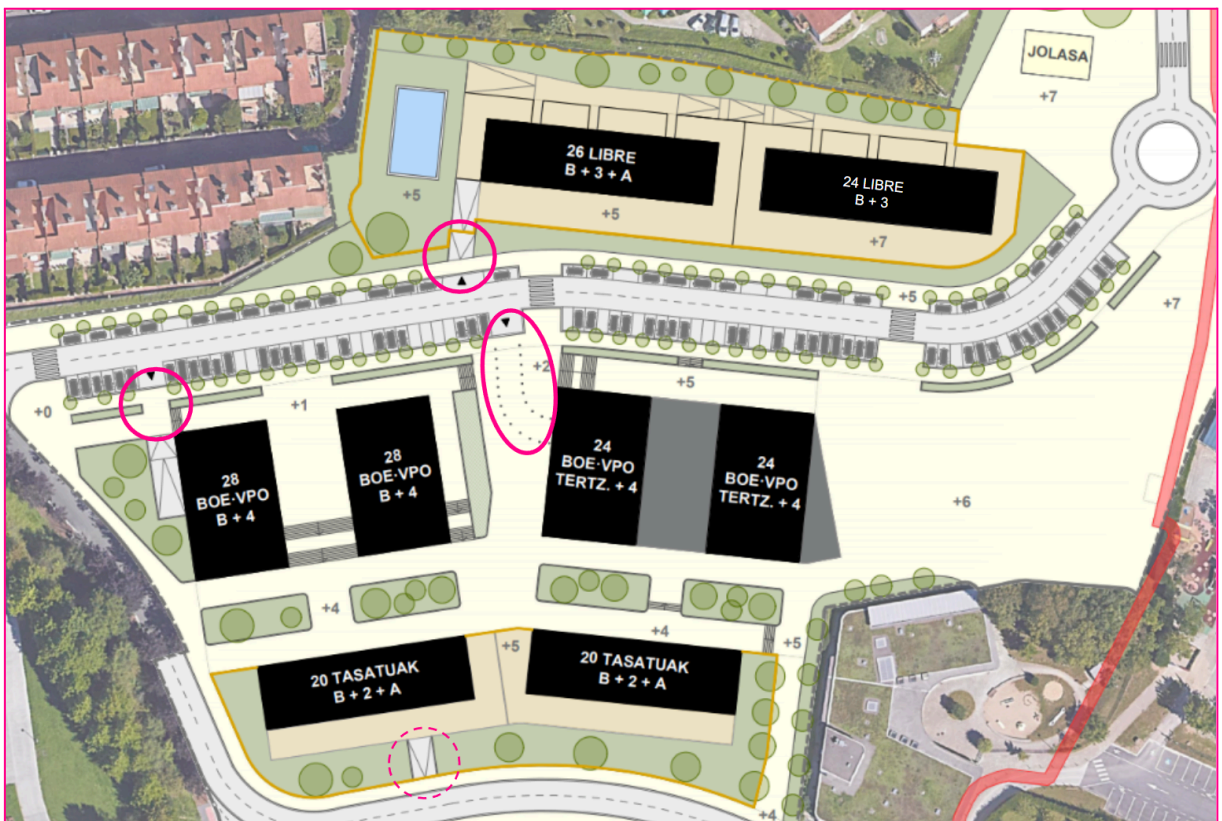 JOLASA
+7
26 LIBRE
B + 3 + A
24 LIBRE
B + 3
+5
+5
+7
+5
+7
+0
+1
+2
+5
28
BOE·VPO
B + 4
28
BOE·VPO
B + 4
24
BOE·VPO
TERTZ. + 4
24
BOE·VPO
TERTZ. + 4
+6
+4
+4
+5
+5
20 TASATUAK
B + 2 + A
20 TASATUAK
B + 2 + A
+4